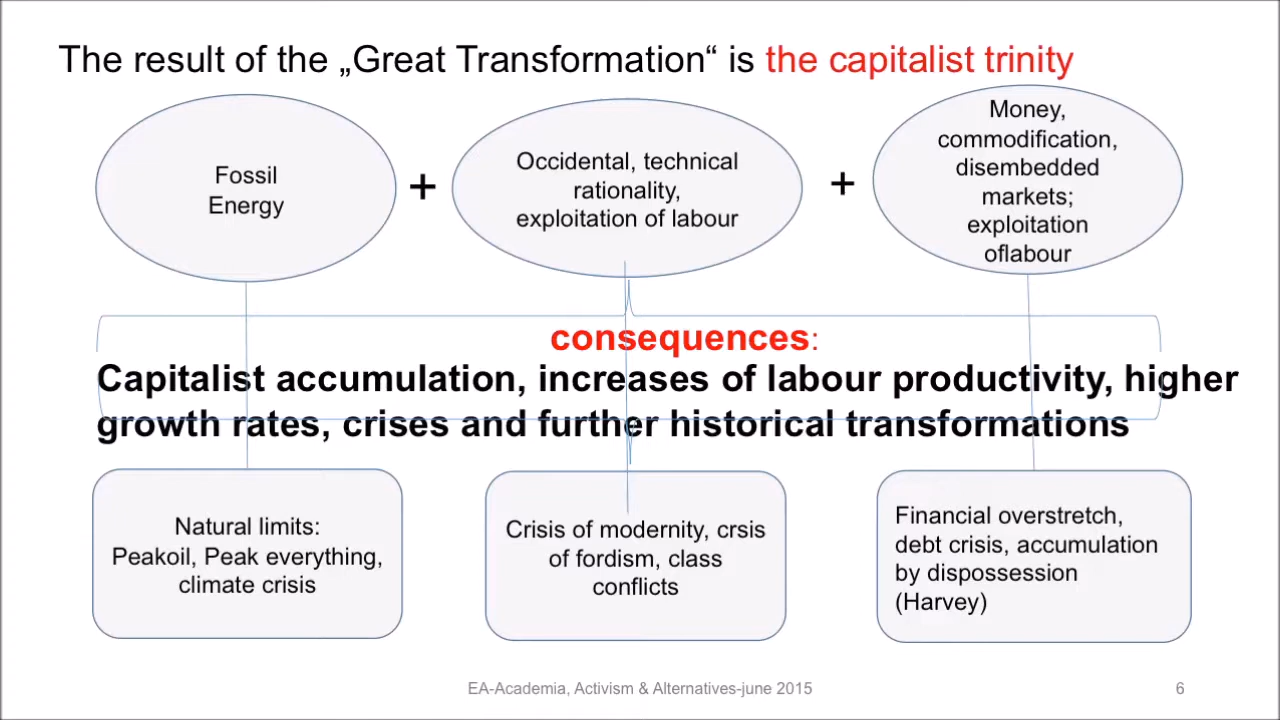 The result of the „Great Transformation“ is the capitalist trinity
Fossil
Energy
+
Occidental, technical
rationality,
exploitation of labour
+
Money,
commodification,
disembedded
markets;
exploitation
oflabour
consequences:
Capitalist accumulation, increases of labour productivity, higher
growth rates, crises and further historical transformations
Natural limits:
Peakoil, Peak everything,
climate crisis
Crisis of modernity, crsis
of fordism, class
conflicts
Financial overstretch,
debt crisis, accumulation
by dispossession
(Harvey)
EA-Academia, Activism & Alternatives-june 2015
6